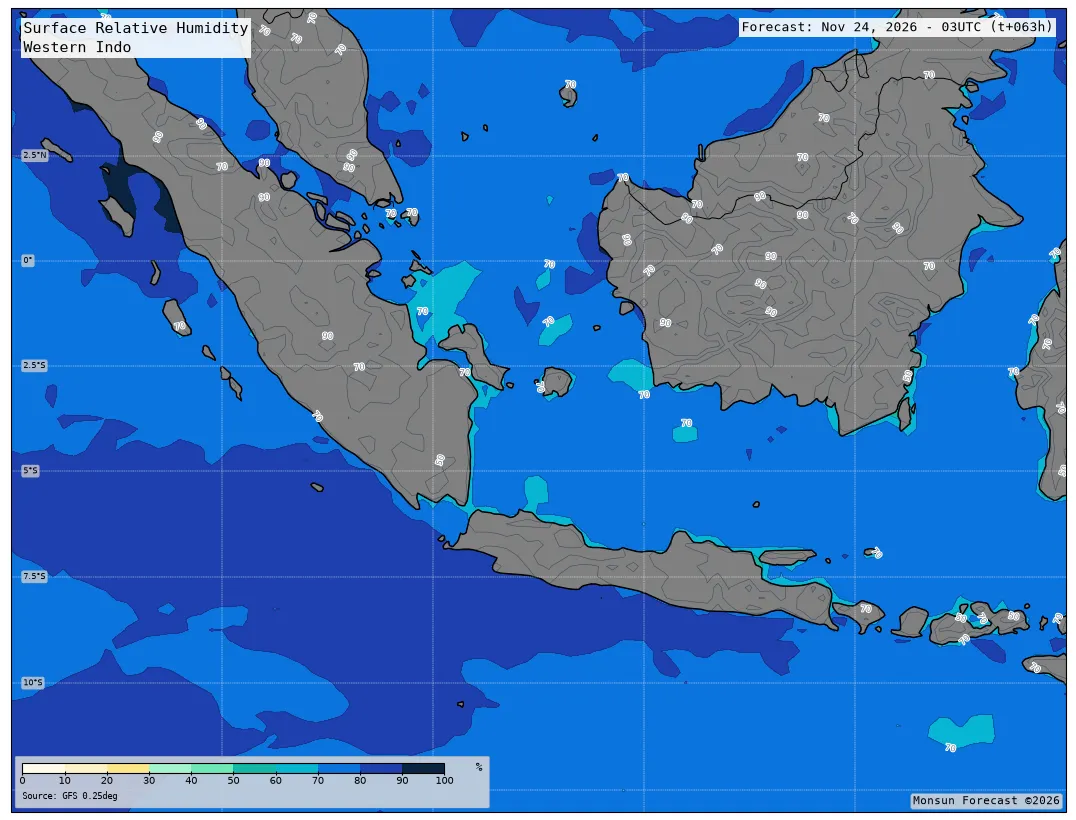 Surface Relative Humidity
Western Indo
Forecast: Nov 24, 2026 - 03UTC (t+063h)
2.5°N
0°
2.5°S
5°S
7.5°S
10°S
0 10 20 30 40 50 60 70 80 90 100
%
Source: GFS 0.25deg
Monsun Forecast ©2026